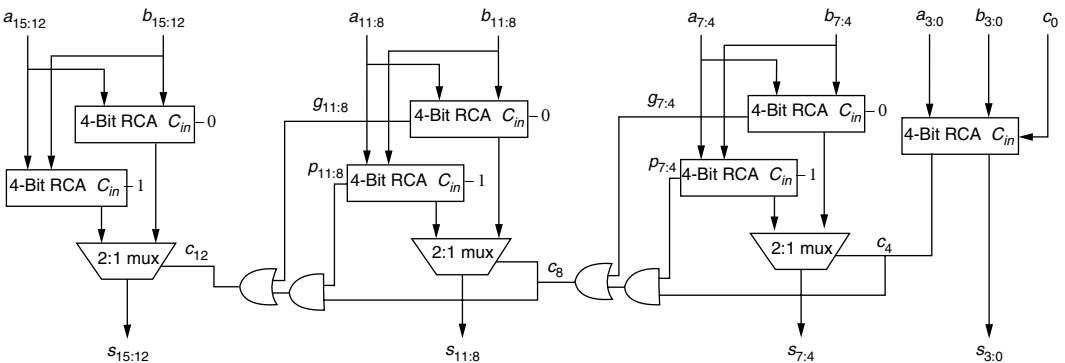 a15:12 b15:12 a11:8 b11:8 a7:4 b7:4 a3:0 b3:0 c0
4-Bit RCA Cin 0
4-Bit RCA Cin 1
2:1 mux
c12
s15:12
g11:8
4-Bit RCA Cin 0
p11:8
4-Bit RCA Cin 1
2:1 mux
c8
s11:8
g7:4
4-Bit RCA Cin 0
p7:4
4-Bit RCA Cin 1
2:1 mux
c4
s7:4
4-Bit RCA Cin
s3:0